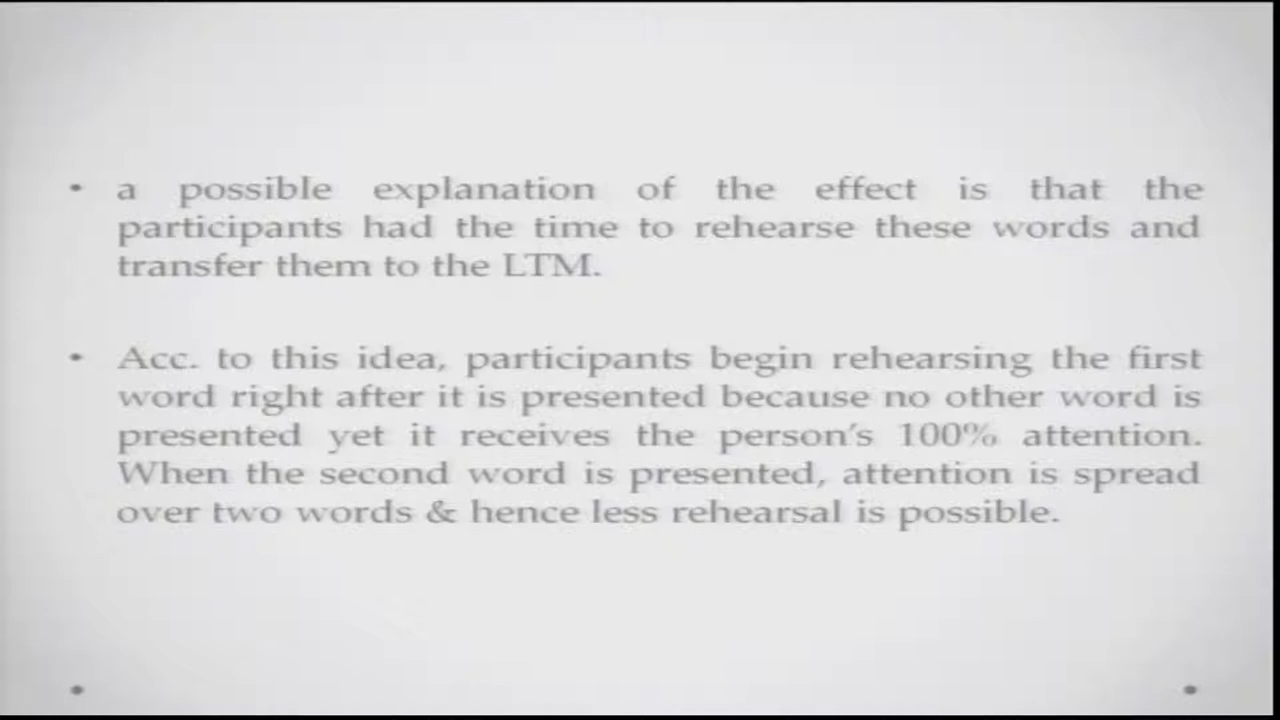 • a possible explanation of the effect is that the
participants had the time to rehearse these words and
transfer them to the LTM.
• Acc. to this idea, participants begin rehearsing the first
word right after it is presented because no other word is
presented yet it receives the person's 100% attention.
When the second word is presented, attention is spread
over two words & hence less rehearsal is possible.